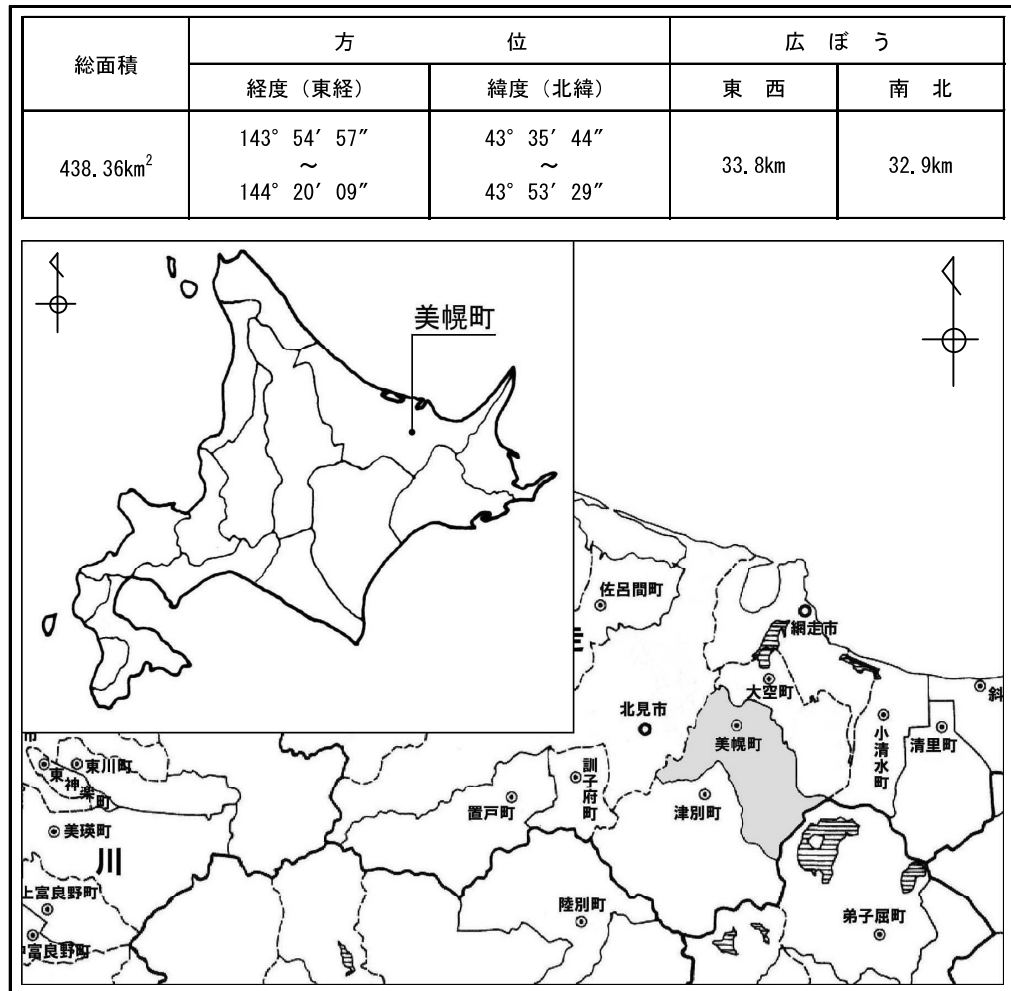 総面積
方位
広ぼう
経度（東経）
緯度（北緯）
東西
南北
438.36km²
143° 54′ 57″
～
144° 20′ 09″
43° 35′ 44″
～
43° 53′ 29″
33.8km
32.9km
美幌町
佐呂間町
網走市
大空町
斜
北見市
美幌町
小清水町
清里町
市
東神楽町
東川町
訓子府町
置戸町
津別町
美瑛町
川
上富良野町
陸別町
弟子屈町
中富良野町